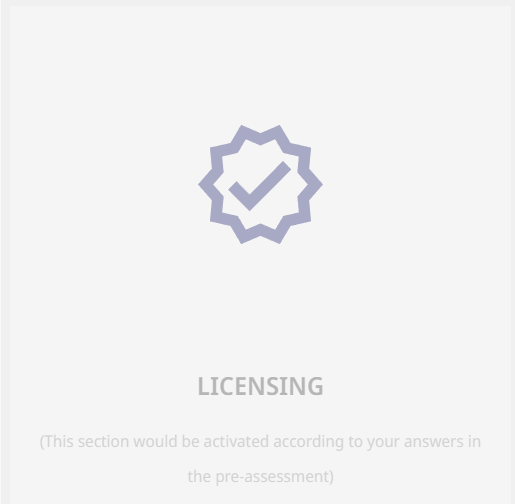 LICENSING
(This section would be activated according to your answers in
the pre-assessment)